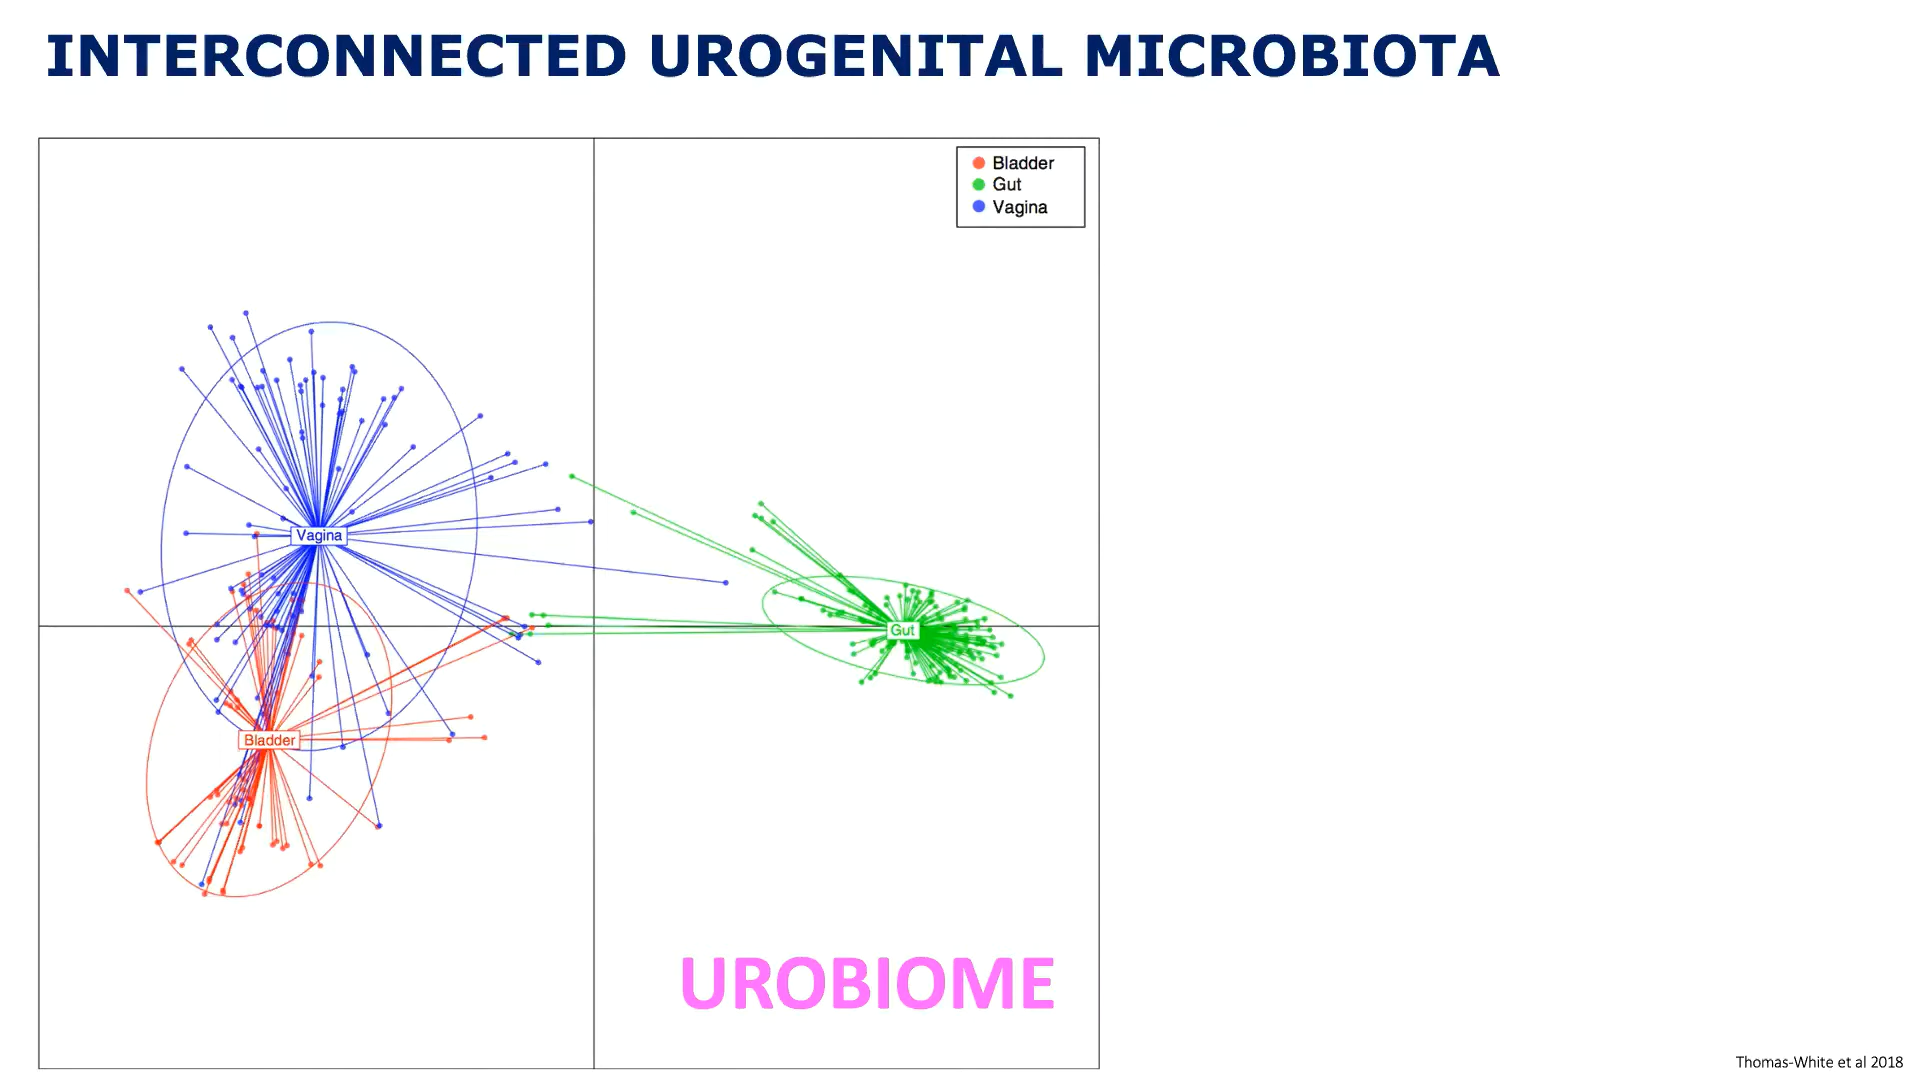 INTERCONNECTED UROGENITAL MICROBIOTA
Bladder
Gut
Vagina
Vagina
Gut
Bladder
UROBIOME
Thomas-White et al 2018